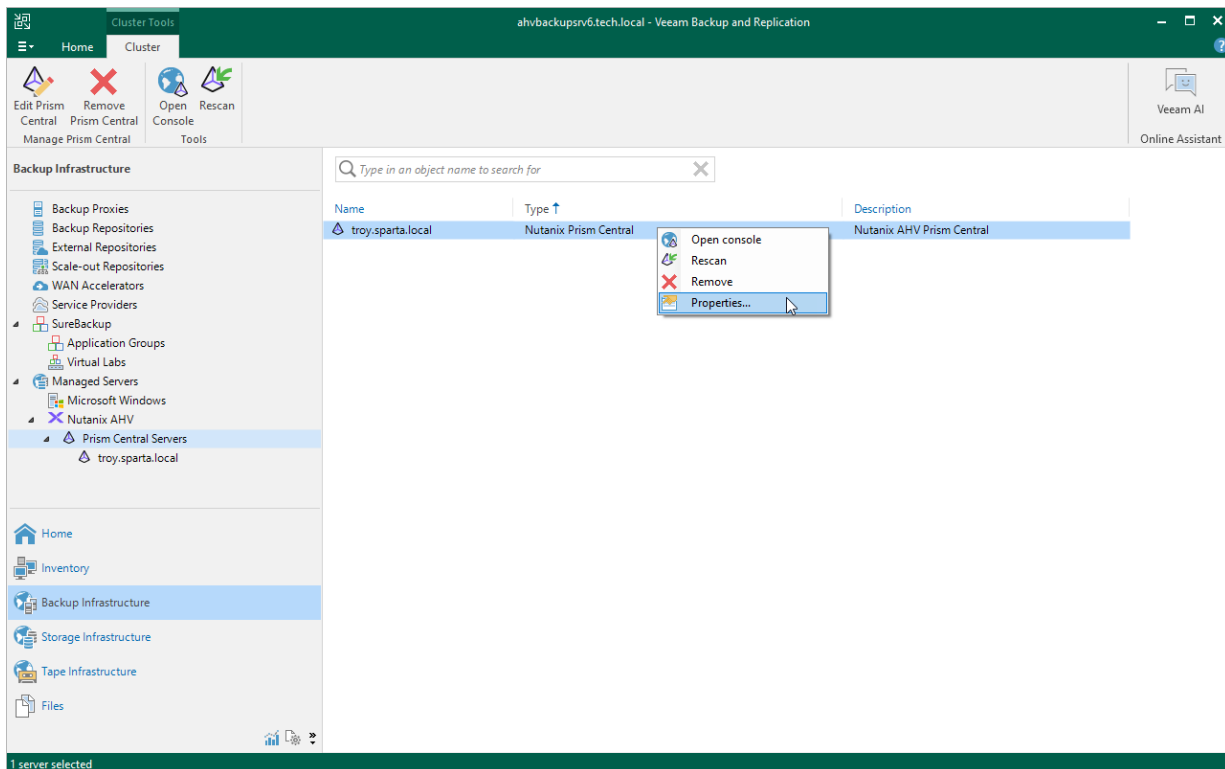 Cluster Tools
ahvbackupsrv6.tech.local - Veeam Backup and Replication
Home Cluster
Edit Prism Central
Remove Prism Central
Open Console
Rescan
Manage Prism Central
Tools
Veeam AI
Online Assistant
Backup Infrastructure
Backup Proxies
Backup Repositories
External Repositories
Scale-out Repositories
WAN Accelerators
Service Providers
SureBackup
Application Groups
Virtual Labs
Managed Servers
Microsoft Windows
Nutanix AHV
Prism Central Servers
troy.sparta.local
Home
Inventory
Backup Infrastructure
Storage Infrastructure
Tape Infrastructure
Files
Type in an object name to search for
Name Type Description
troy.sparta.local Nutanix Prism Central Nutanix AHV Prism Central
Open console
Rescan
Remove
Properties...
1 server selected